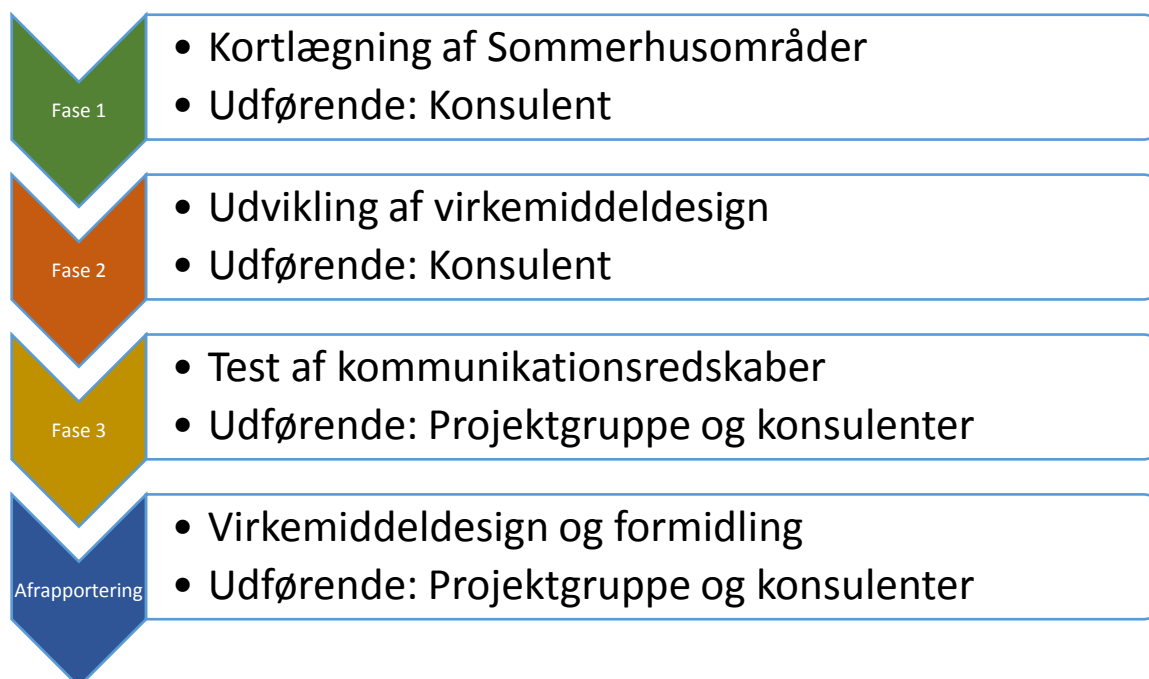 Fase 1
• Kortlægning af Sommerhusområder
• Udførende: Konsulent
Fase 2
• Udvikling af virkemiddeldesign
• Udførende: Konsulent
Fase 3
• Test af kommunikationsredskaber
• Udførende: Projektgruppe og konsulenter
Afrapportering
• Virkemiddeldesign og formidling
• Udførende: Projektgruppe og konsulenter